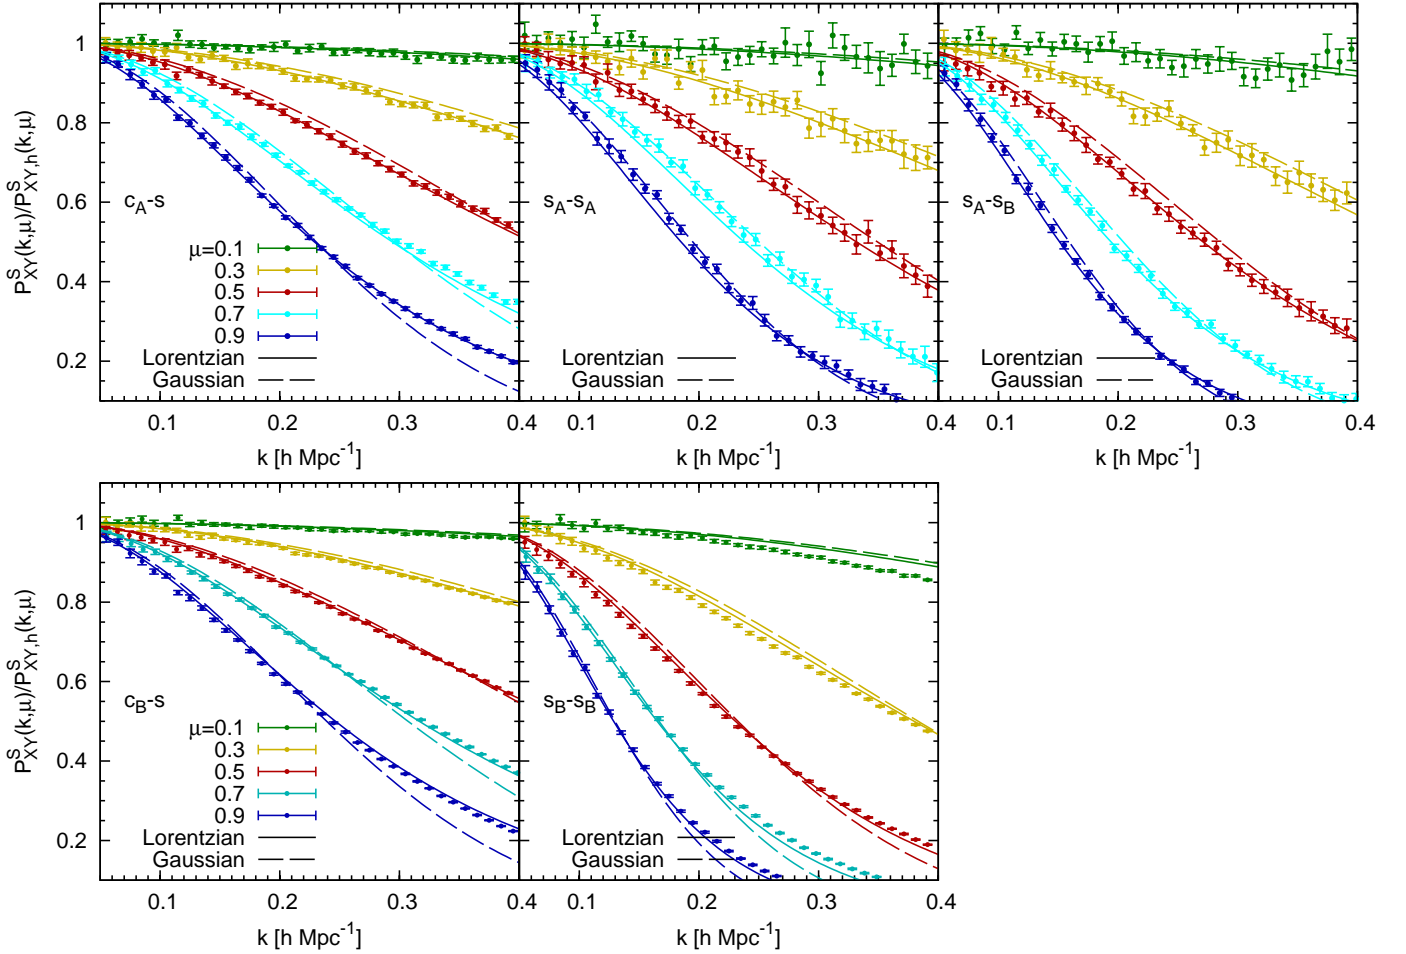 P^S_XY(k,μ)/P^S_XY,h(k,μ)
1
0.8
0.6
0.4
0.2
c_A-s
μ=0.1
0.3
0.5
0.7
0.9
Lorentzian
Gaussian
0.1
0.2
0.3
k [h Mpc^-1]
s_A-s_A
Lorentzian
Gaussian
0.4
0.1
0.2
0.3
k [h Mpc^-1]
s_A-s_B
Lorentzian
Gaussian
0.4
0.1
0.2
0.3
0.4
k [h Mpc^-1]
P^S_XY(k,μ)/P^S_XY,h(k,μ)
1
0.8
0.6
0.4
0.2
c_B-s
μ=0.1
0.3
0.5
0.7
0.9
Lorentzian
Gaussian
0.1
0.2
0.3
k [h Mpc^-1]
s_B-s_B
Lorentzian
Gaussian
0.4
0.1
0.2
0.3
0.4
k [h Mpc^-1]